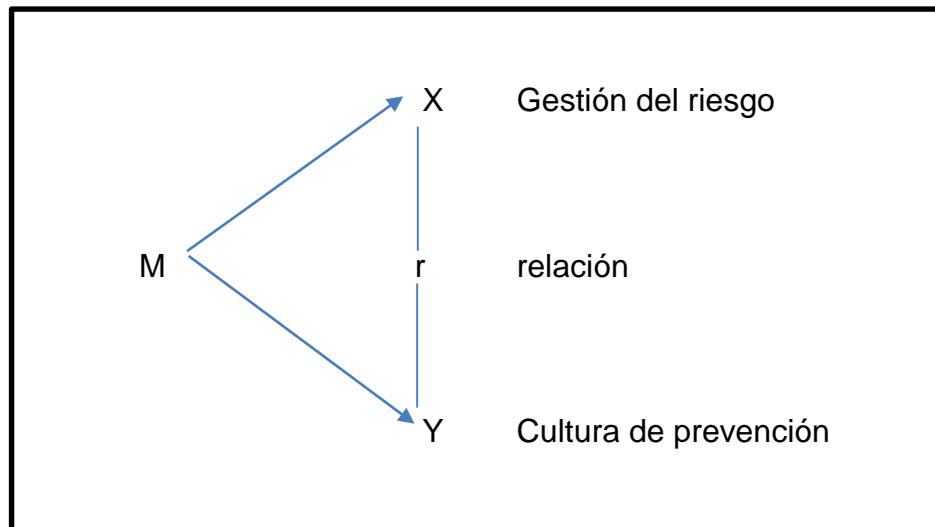 X Gestión del riesgo
M r relación
Y Cultura de prevención